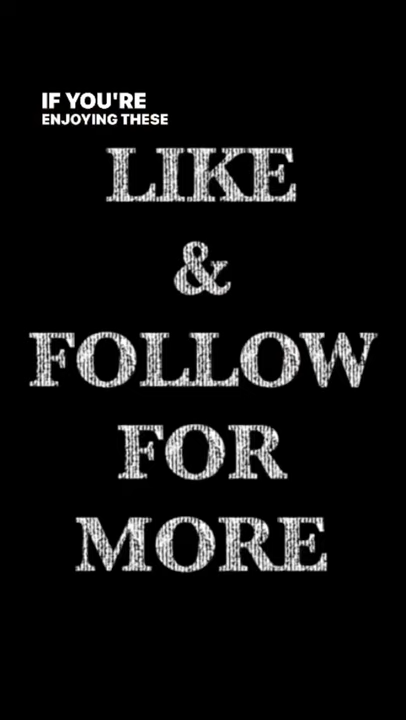 IF YOU'RE
ENJOYING THESE
LIKE
&
FOLLOW
FOR
MORE